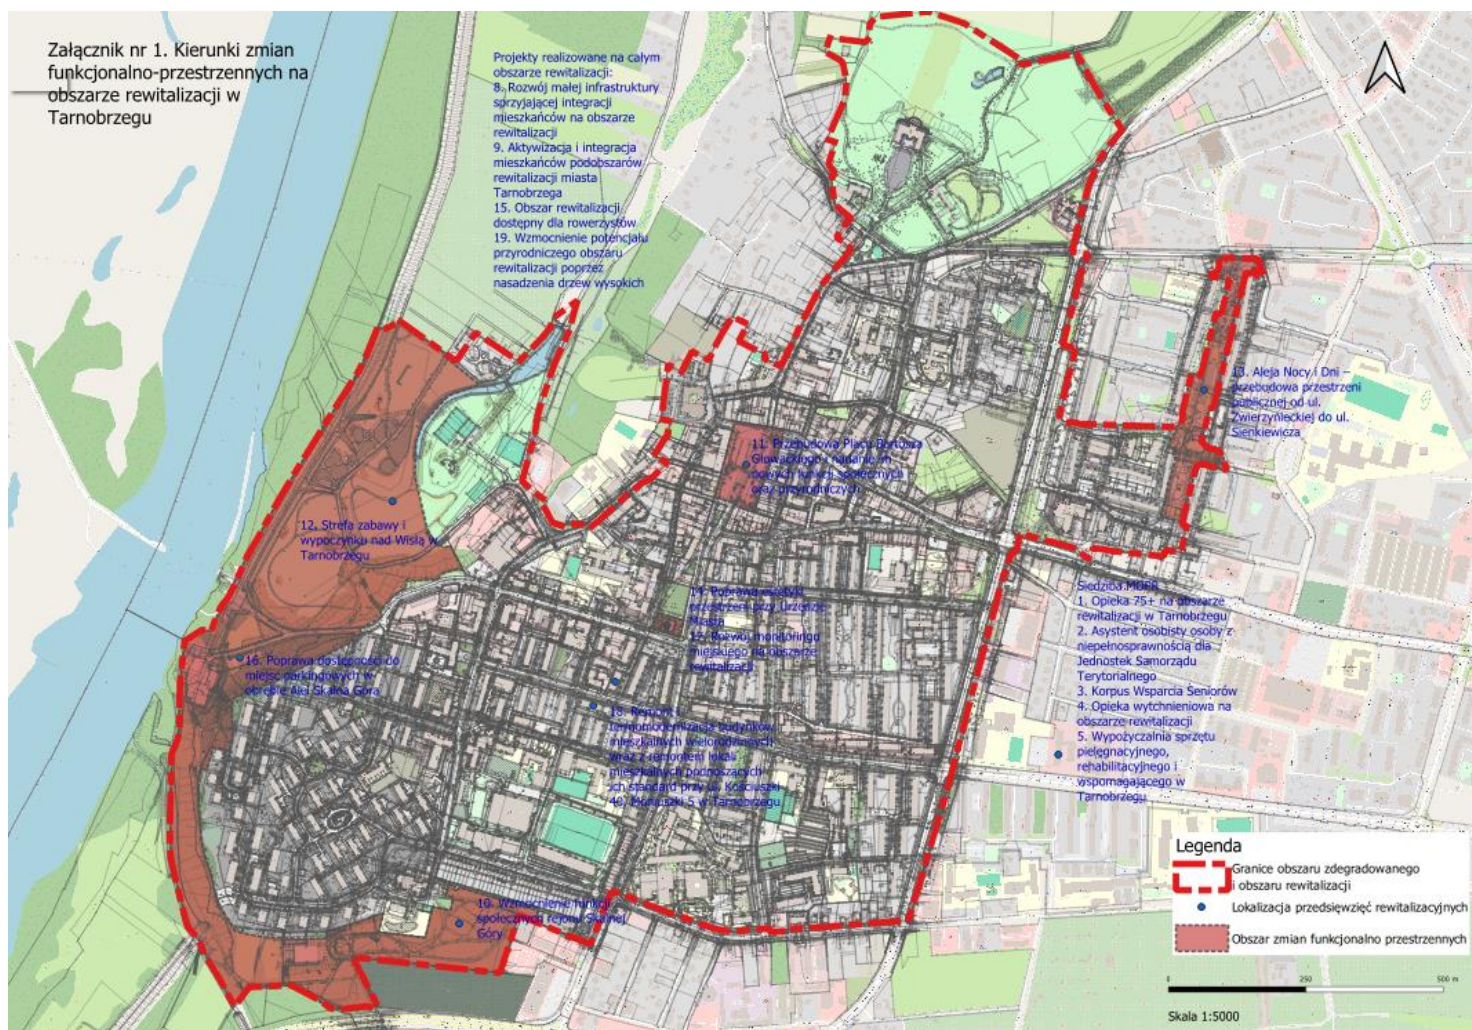 Załącznik nr 1. Kierunki zmian
funkcjonalno-przestrzennych na
obszarze rewitalizacji w
Tarnobrzegu
Projekty realizowane na całym
obszarze rewitalizacji:
8. Rozwój małej infrastruktury
sprzyjającej integracji
mieszkańców na obszarze
rewitalizacji
9. Aktywizacja i integracja
mieszkańców podobszarów
rewitalizacji miasta
Tarnobrzega
15. Obszar rewitalizacji
dostępny dla rowerzystów
19. Wzmocnienie potencjału
przyrodniczego obszaru
rewitalizacji poprzez
nasadzenia drzew wysokich
13. Aleja Nocy i Dni –
przebudowa przestrzeni
publicznej od ul.
Zwierzynieckiej do ul.
Sienkiewicza
11. Przebudowa Placu Bartosza
Głowackiego i nadanie im
nowych funkcji społecznych
oraz przyrodniczych
12. Strefa zabawy i
wypoczynku nad Wisłą w
Tarnobrzegu
14. Poprawa estetyki
przestrzeni przy Urzędzie
Miasta
17. Rozwój monitoringu
miejskiego na obszarze
rewitalizacji
16. Poprawa dostępności do
miejsc parkingowych w
obrębie Alei Skalna Góra
18. Remont i
termomodernizacja budynków
mieszkalnych wielorodzinnych
wraz z remontem lokali
mieszkalnych podnoszących
ich standard przy ul. Kościuszki
40, Moniuszki 5 w Tarnobrzegu
Siedziba MOPR
1. Opieka 75+ na obszarze
rewitalizacji w Tarnobrzegu
2. Asystent osobisty osoby z
niepełnosprawnością dla
Jednostek Samorządu
Terytorialnego
3. Korpus Wsparcia Seniorów
4. Opieka wytchnieniowa na
obszarze rewitalizacji
5. Wypożyczalnia sprzętu
pielęgnacyjnego,
rehabilitacyjnego i
wspomagającego w
Tarnobrzegu
10. Wzmocnienie funkcji
społecznych rejonu Skalnej
Góry
Legenda
Granice obszaru zdegradowanego
i obszaru rewitalizacji
Lokalizacja przedsięwzięć rewitalizacyjnych
Obszar zmian funkcjonalno przestrzennych
0 250 500 m
Skala 1:5000